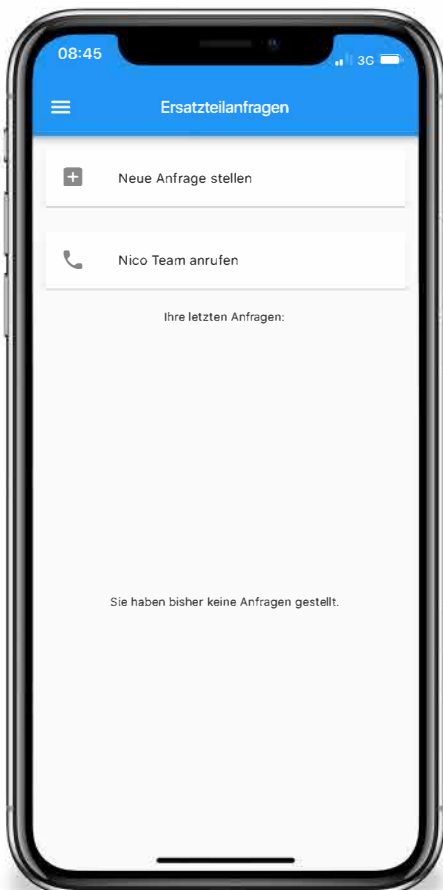 08:45
3G
Ersatzteilanfragen
Neue Anfrage stellen
Nico Team anrufen
Ihre letzten Anfragen:
Sie haben bisher keine Anfragen gestellt.